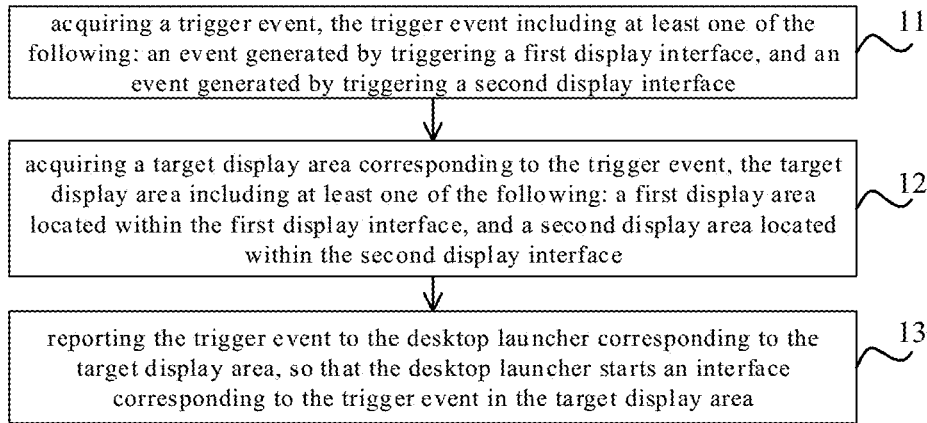 acquiring a trigger event, the trigger event including at least one of the
following: an event generated by triggering a first display interface, and an
event generated by triggering a second display interface
11
acquiring a target display area corresponding to the trigger event, the target
display area including at least one of the following: a first display area
located within the first display interface, and a second display area located
within the second display interface
12
reporting the trigger event to the desktop launcher corresponding to the
target display area, so that the desktop launcher starts an interface
corresponding to the trigger event in the target display area
13